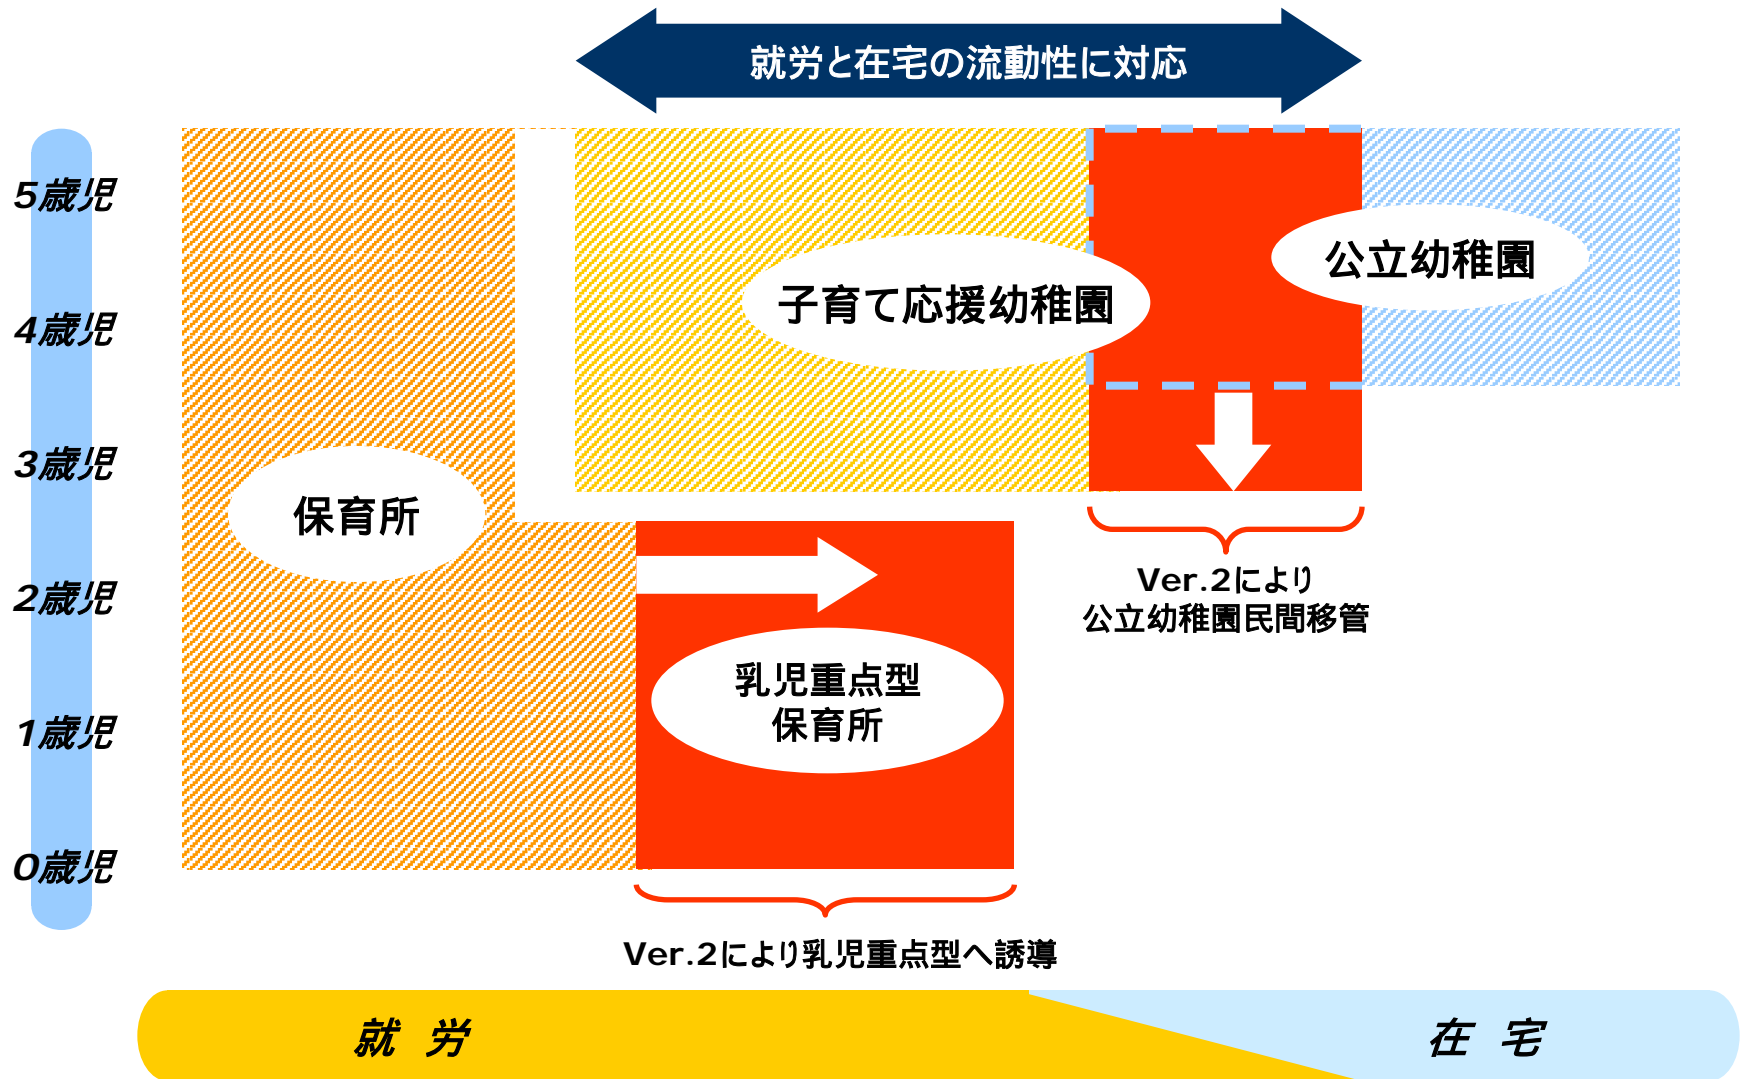 就労と在宅の流動性に対応
5歳児
4歳児
3歳児
2歳児
1歳児
0歳児
子育て応援幼稚園
公立幼稚園
保育所
Ver.2により
公立幼稚園民間移管
乳児重点型
保育所
Ver.2により乳児重点型へ誘導
就 労
在 宅